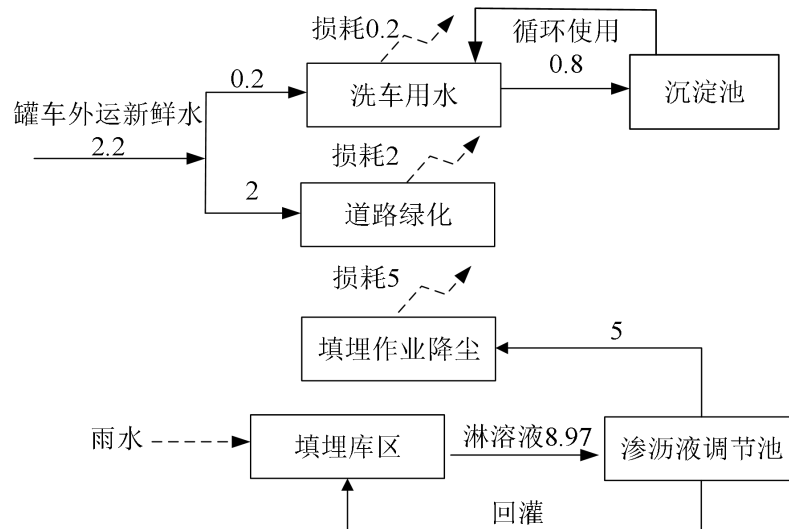 损耗0.2
循环使用
0.8
0.2
洗车用水
沉淀池
罐车外运新鲜水
2.2
损耗2
2
道路绿化
损耗5
填埋作业降尘
5
雨水
填埋库区
淋溶液8.97
渗沥液调节池
回灌